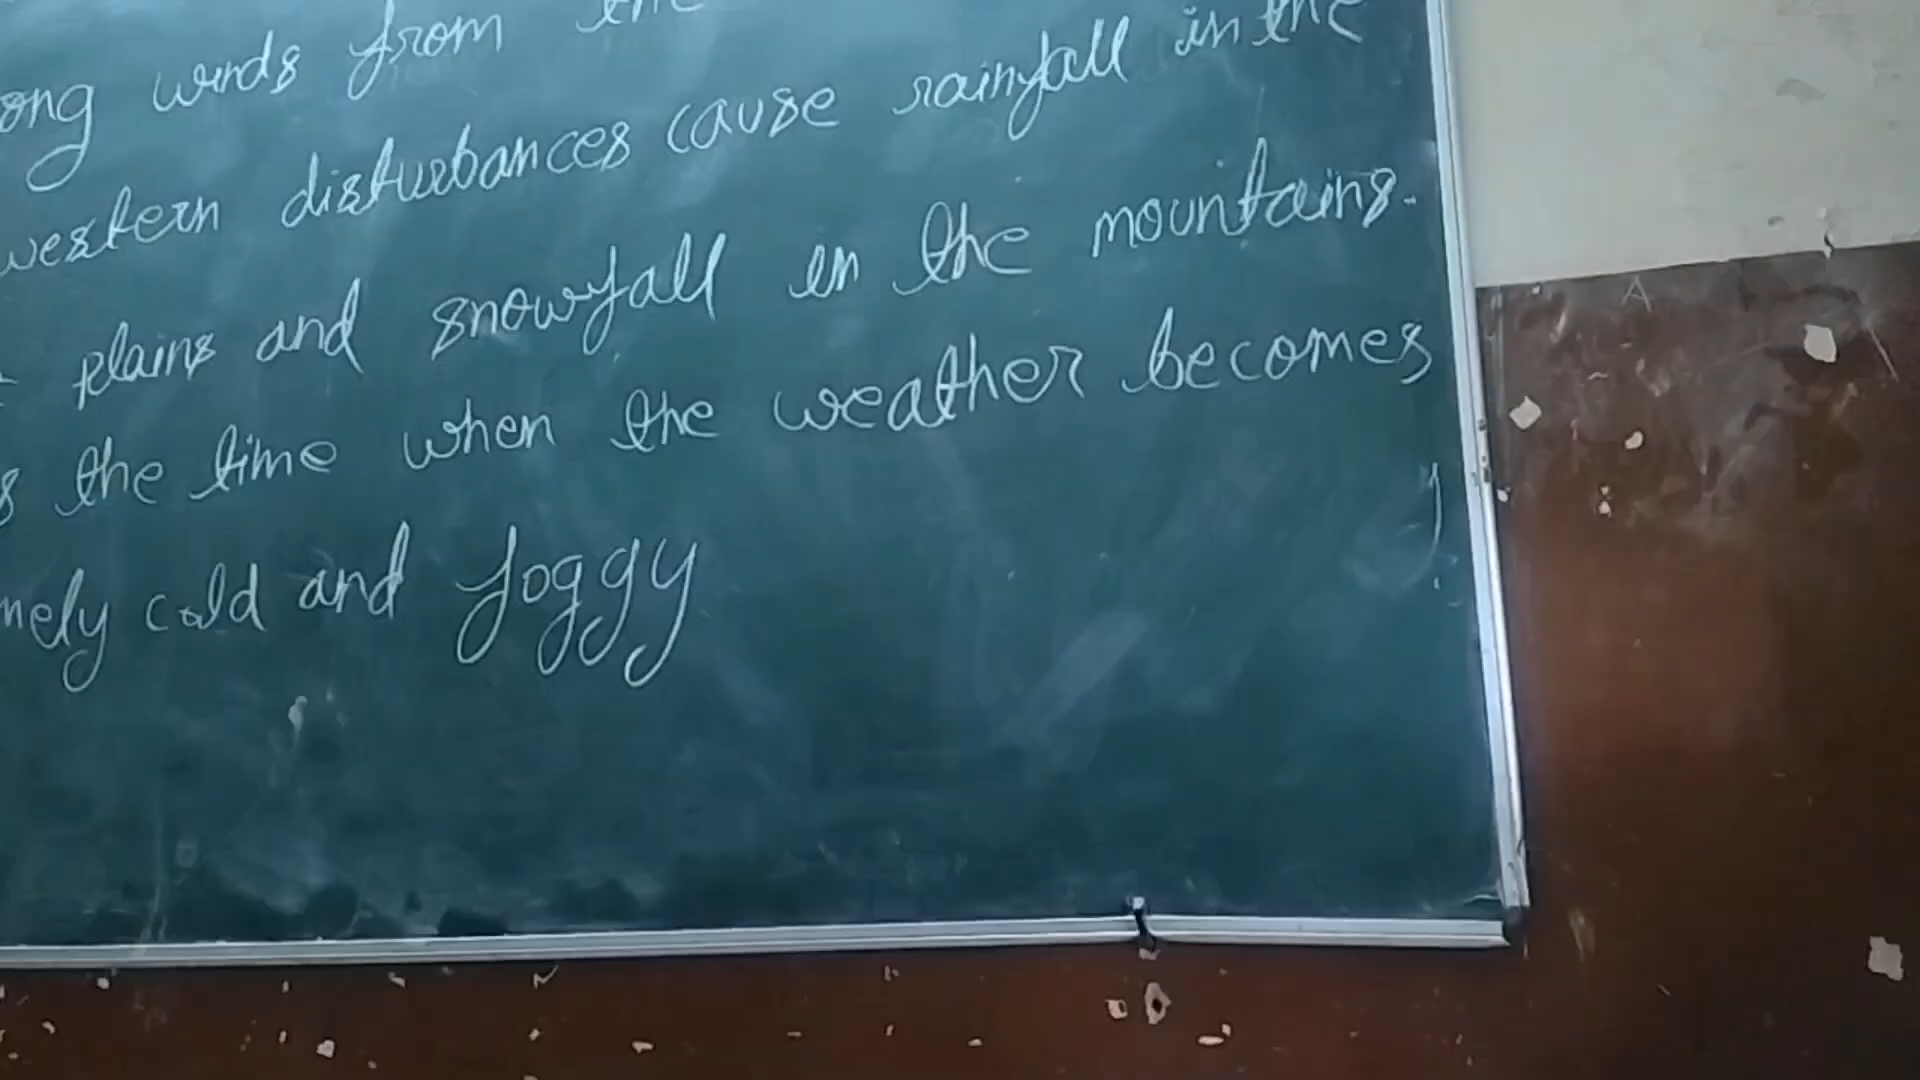 ong winds from the
western disturbances cause rainfall in the
plains and snowfall in the mountains.
s the time when the weather becomes
mely cold and foggy
A